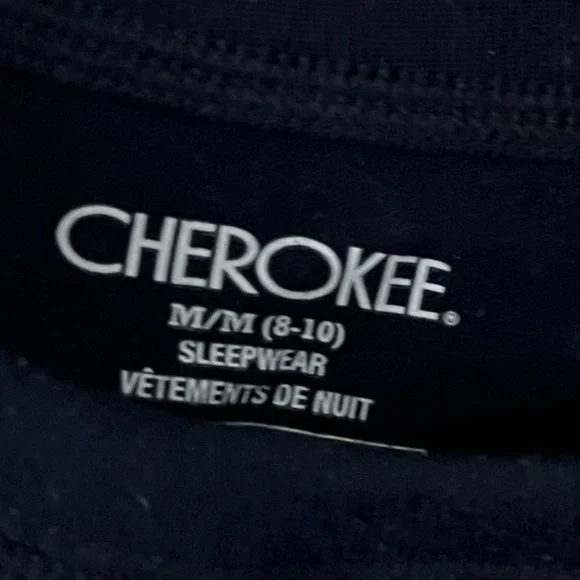 CHEROKEE®
M/M (8-10)
SLEEPWEAR
VÊTEMENTS DE NUIT